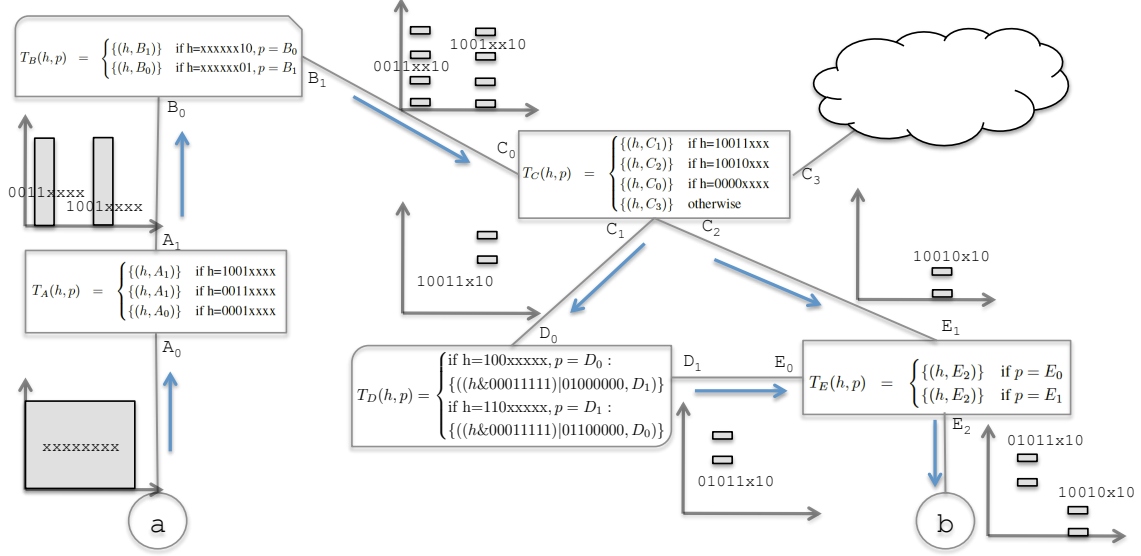 T_B(h,p) = { {(h, B_1)} if h=xxxxxx10, p = B_0
{(h, B_0)} if h=xxxxxx01, p = B_1
B_1
B_0
0011xx10
1001xx10
C_0
T_C(h,p) = { {(h, C_1)} if h=10011xxx
{(h, C_2)} if h=10010xxx
{(h, C_0)} if h=0000xxxx
{(h, C_3)} otherwise
C_3
C_1
C_2
0011xxxx
1001xxxx
A_1
T_A(h,p) = { {(h, A_1)} if h=1001xxxx
{(h, A_1)} if h=0011xxxx
{(h, A_0)} if h=0001xxxx
A_0
10011x10
10010x10
D_0
E_1
T_D(h,p) = { if h=100xxxxx, p = D_0 :
{((h&00011111)|01000000, D_1)}
if h=110xxxxx, p = D_1 :
{((h&00011111)|01100000, D_0)}
D_1
E_0
T_E(h,p) = { {(h, E_2)} if p = E_0
{(h, E_2)} if p = E_1
E_2
xxxxxxxx
01011x10
01011x10
10010x10
a
b